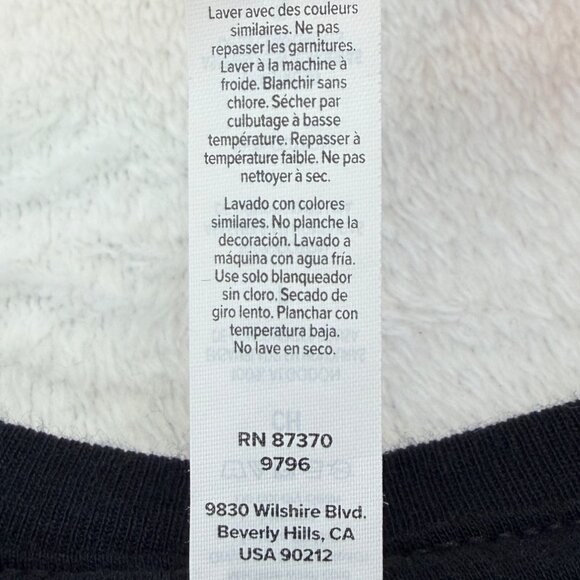 Laver avec des couleurs
similaires. Ne pas
repasser les garnitures.
Laver à la machine à
froide. Blanchir sans
chlore. Sécher par
culbutage à basse
température. Repasser à
température faible. Ne pas
nettoyer à sec.
Lavado con colores
similares. No planche la
decoración. Lavado a
máquina con agua fría.
Use solo blanqueador
sin cloro. Secado de
giro lento. Planchar con
temperatura baja.
No lave en seco.
RN 87370
9796
9830 Wilshire Blvd.
Beverly Hills, CA
USA 90212